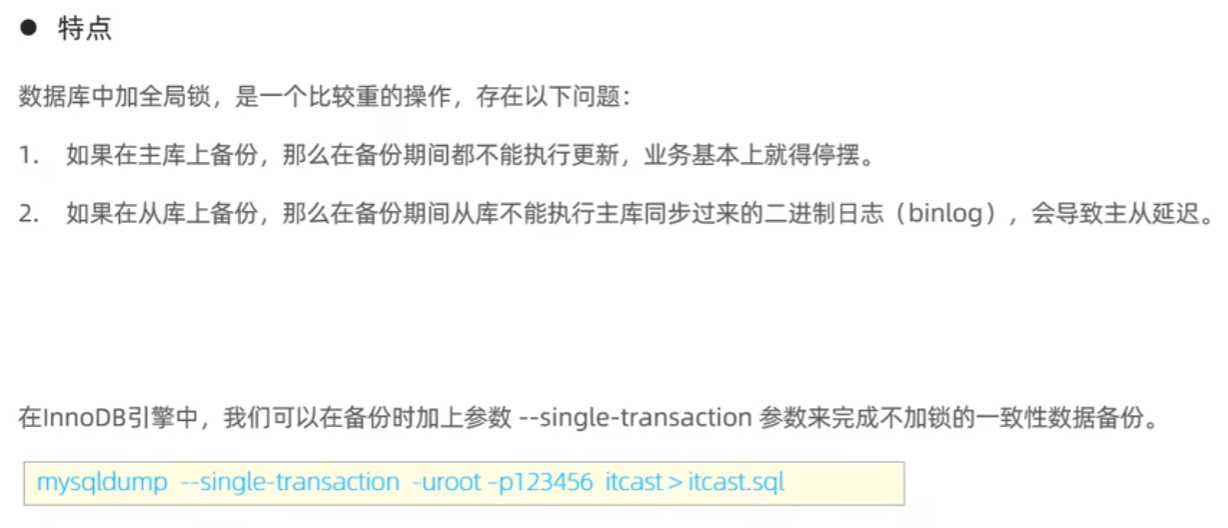 ● 特点
数据库中加全局锁，是一个比较重的操作，存在以下问题：
1. 如果在主库上备份，那么在备份期间都不能执行更新，业务基本上就得停摆。
2. 如果在从库上备份，那么在备份期间从库不能执行主库同步过来的二进制日志（binlog），会导致主从延迟。
在InnoDB引擎中，我们可以在备份时加上参数 --single-transaction 参数来完成不加锁的一致性数据备份。
mysqldump --single-transaction -uroot –p123456 itcast > itcast.sql